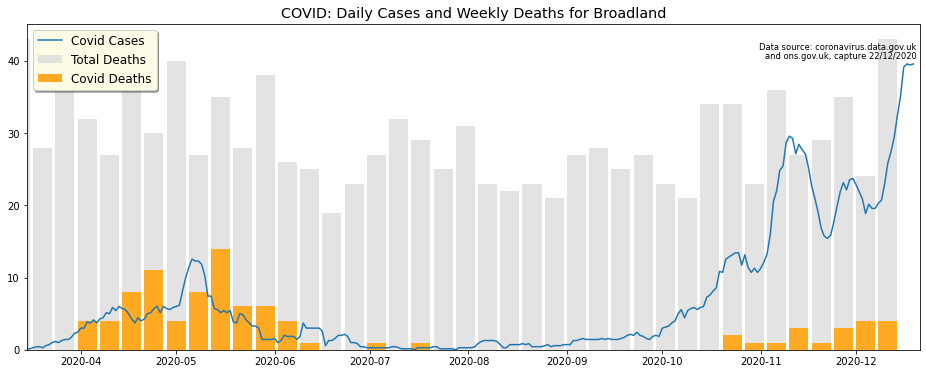 COVID: Daily Cases and Weekly Deaths for Broadland
Covid Cases
Total Deaths
Covid Deaths
Data source: coronavirus.data.gov.uk
and ons.gov.uk, capture 22/12/2020
40
30
20
10
0
2020-04 2020-05 2020-06 2020-07 2020-08 2020-09 2020-10 2020-11 2020-12